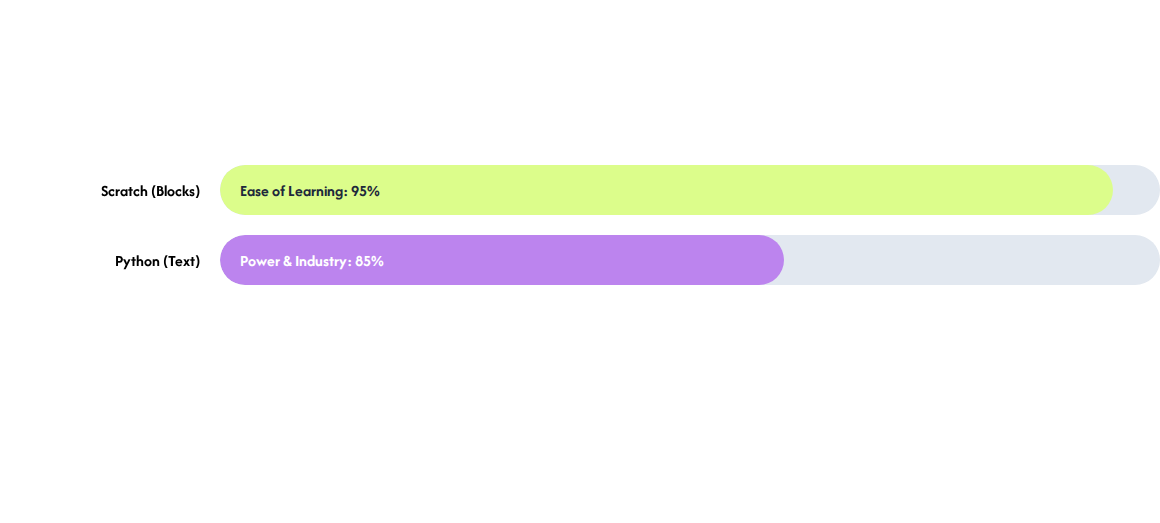 Scratch (Blocks)
Ease of Learning: 95%
Python (Text)
Power & Industry: 85%